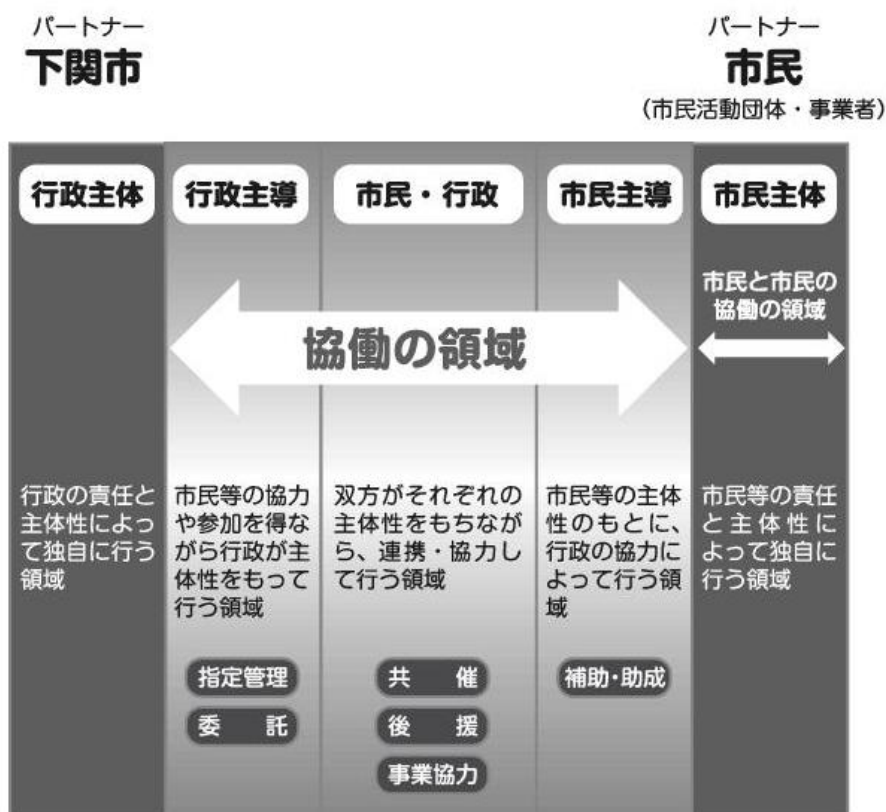 パートナー
下関市
パートナー
市民
（市民活動団体・事業者）
行政主体
行政主導
市民・行政
市民主導
市民主体
市民と市民の
協働の領域
協働の領域
行政の責任と
主体性によっ
て独自に行う
領域
市民等の協力
や参加を得な
がら行政が主
体性をもって
行う領域
双方がそれぞれの
主体性をもちなが
ら、連携・協力し
て行う領域
市民等の主体
性のもとに、
行政の協力に
よって行う領
域
市民等の責任
と主体性に
よって独自に
行う領域
指定管理
委託
共催
後援
事業協力
補助・助成